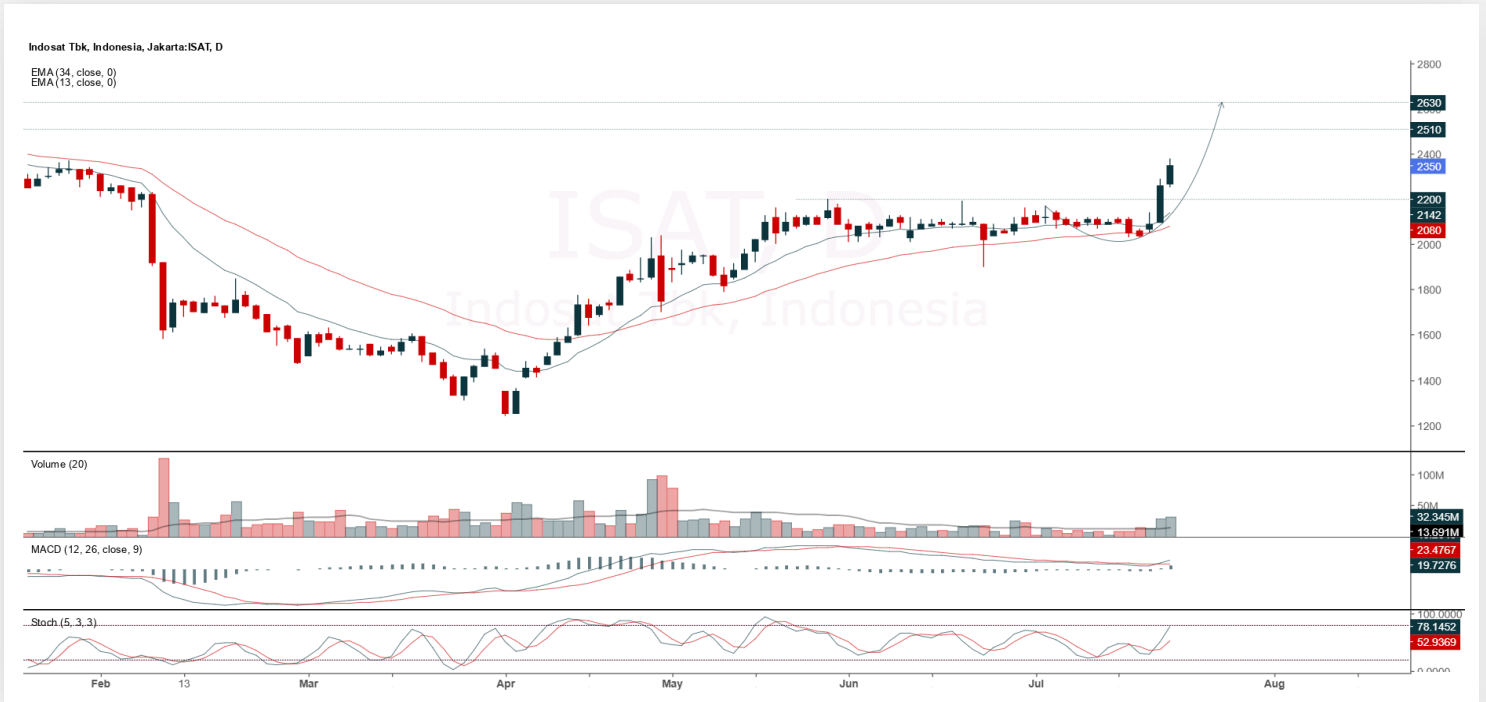 Indosat Tbk, Indonesia, Jakarta:ISAT, D
EMA (34, close, 0)
EMA (13, close, 0)
ISAT, D
Indosat Tbk, Indonesia
2800
2630
2510
2400
2350
2200
2142
2080
2000
1800
1600
1400
1200
Volume (20)
100M
50M
32.345M
13.691M
MACD (12, 26, close, 9)
23.4767
19.7276
Stoch (5, 3, 3)
100.0000
78.1452
52.9369
0.0000
Feb 13 Mar Apr May Jun Jul Aug